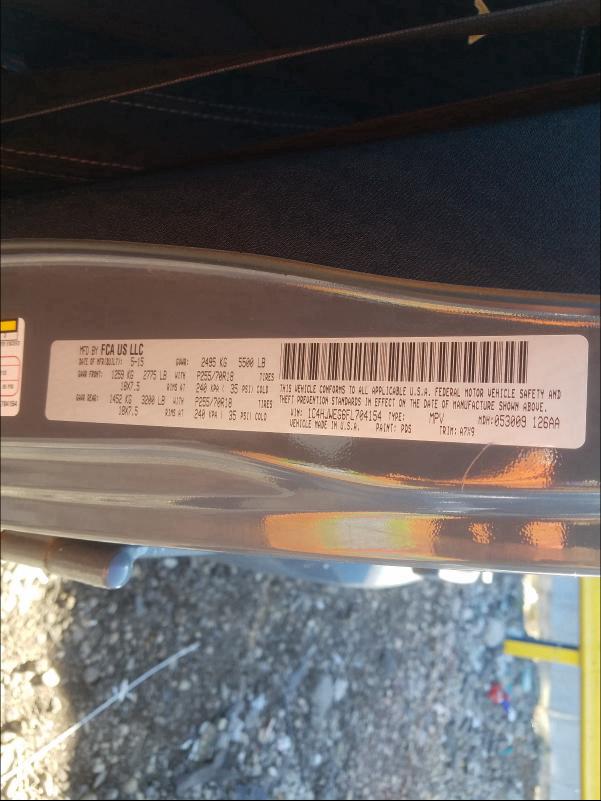 MFD BY FCA US LLC
DATE OF MFR(BUILT): 5-15 GVWR: 2495 KG 5500 LB
GAWR FRONT: 1259 KG 2775 LB WITH P255/70R18 TIRES
18X7.5 RIMS AT 240 KPA / 35 PSI COLD
GAWR REAR: 1452 KG 3200 LB WITH P255/70R18 TIRES
18X7.5 RIMS AT 240 KPA / 35 PSI COLD
THIS VEHICLE CONFORMS TO ALL APPLICABLE U.S.A. FEDERAL MOTOR VEHICLE SAFETY AND
THEFT PREVENTION STANDARDS IN EFFECT ON THE DATE OF MANUFACTURE SHOWN ABOVE.
VIN: 1C4HJWEG6FL704154 TYPE: MPV MDH: 053009 126AA
MADE IN U.S.A. PAINT: PDS TRIM: A7X9